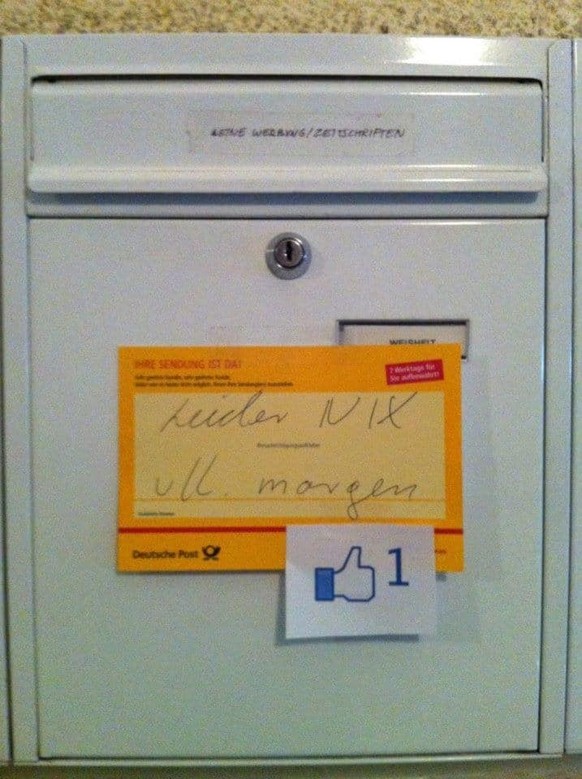 KEINE WERBUNG/ZEITSCHRIFTEN
WEISHEIT
IHRE SENDUNG IST DA!
7 Werktage für
Sie aufbewahrt!
Leider NIX
vll. morgen
Deutsche Post
1